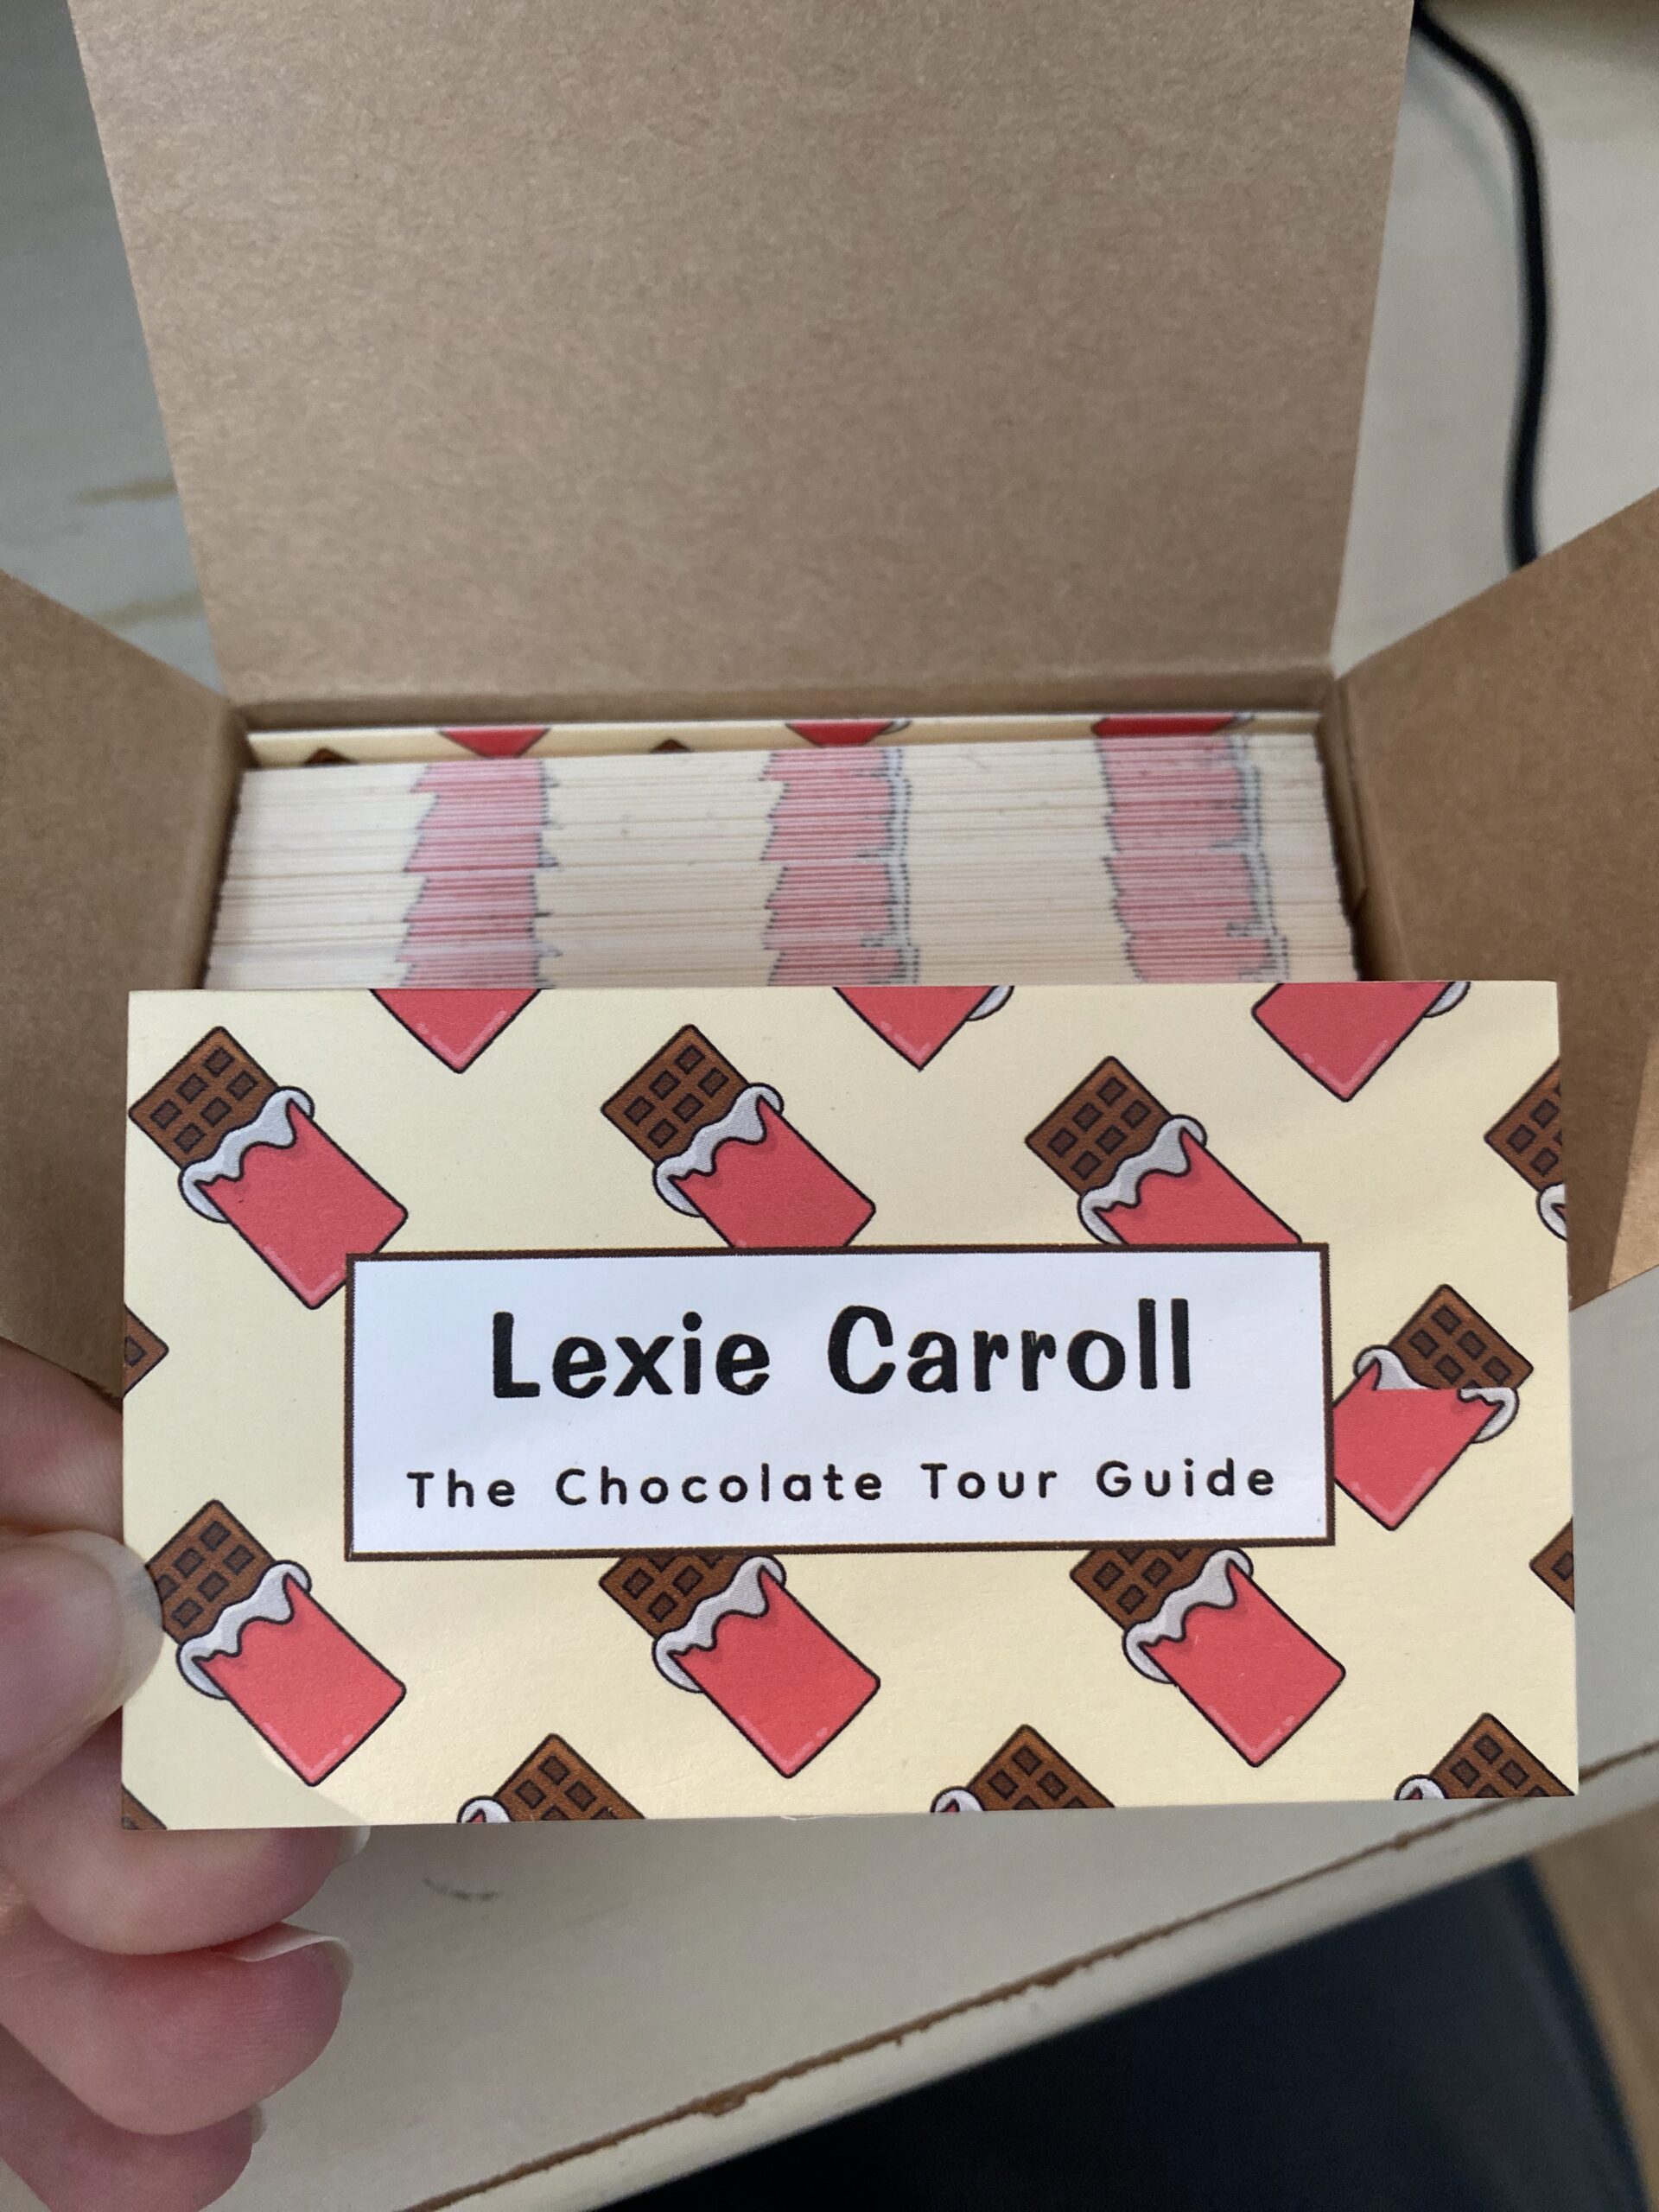 Lexie Carroll
The Chocolate Tour Guide